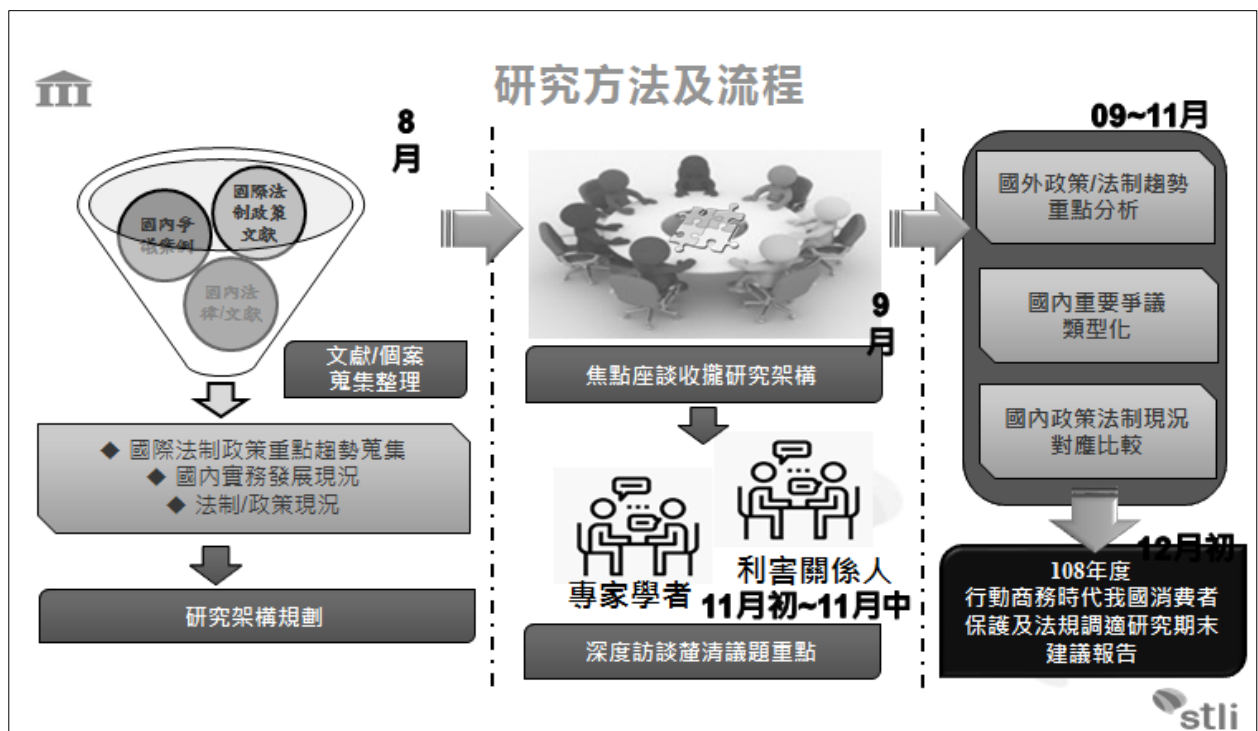 研究方法及流程
8
月
國內爭
議案例
國際法
制政策
文獻
國內法
律/文獻
文獻/個案
蒐集整理
◆ 國際法制政策重點趨勢蒐集
◆ 國內實務發展現況
◆ 法制/政策現況
研究架構規劃
9
月
焦點座談收攏研究架構
專家學者
利害關係人
11月初~11月中
深度訪談釐清議題重點
09~11月
國外政策/法制趨勢
重點分析
國內重要爭議
類型化
國內政策法制現況
對應比較
12月初
108年度
行動商務時代我國消費者
保護及法規調適研究期末
建議報告
stli